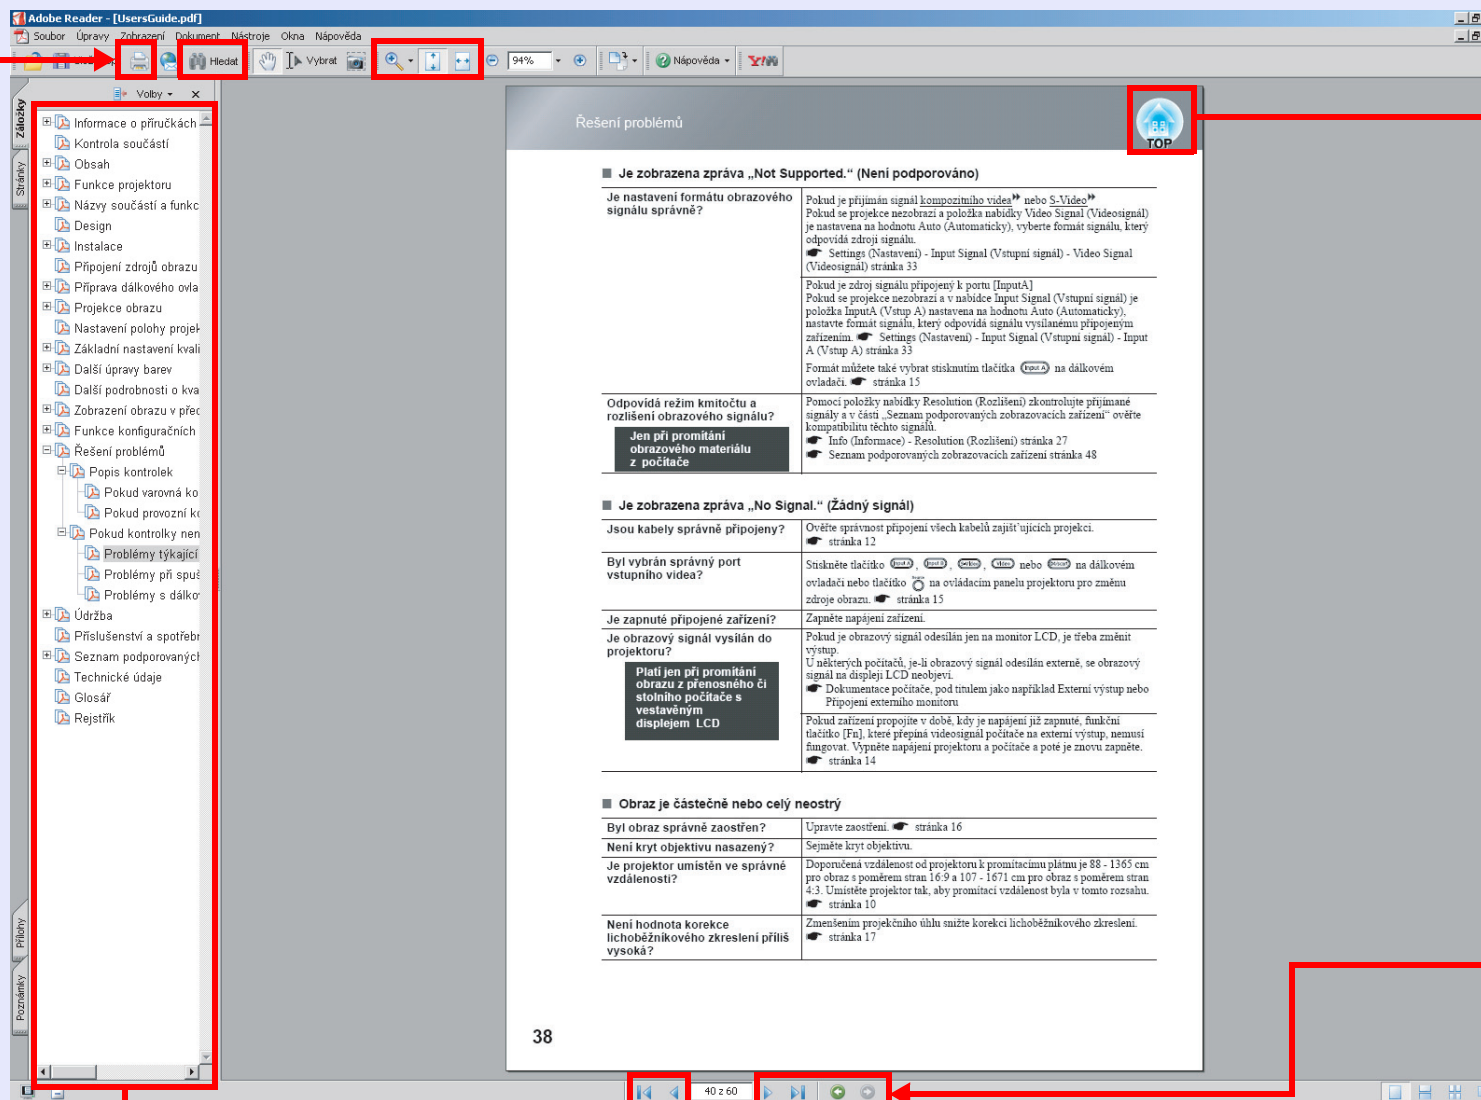 Adobe Reader - [UsersGuide.pdf]
Soubor Úpravy Zobrazení Dokument Nástroje Okna Nápověda
Hledat Vybrat 94% Nápověda Y!
Záložky
Stránky
Přílohy
Poznámky
Volby x
Informace o příručkách
Kontrola součástí
Obsah
Funkce projektoru
Názvy součástí a funkc
Design
Instalace
Připojení zdrojů obrazu
Příprava dálkového ovla
Projekce obrazu
Nastavení polohy projek
Základní nastavení kvali
Další úpravy barev
Další podrobnosti o kva
Zobrazení obrazu v před
Funkce konfiguračních
Řešení problémů
Popis kontrolek
Pokud varovná ko
Pokud provozní ko
Pokud kontrolky nen
Problémy týkající
Problémy při spuš
Problémy s dálkov
Údržba
Příslušenství a spotřebn
Seznam podporovaných
Technické údaje
Glosář
Rejstřík
Řešení problémů
TOP
Je zobrazena zpráva „Not Supported.“ (Není podporováno)
Je nastavení formátu obrazového
signálu správně?
Pokud je přijímán signál kompozitního videa nebo S-Video
Pokud se projekce nezobrazí a položka nabídky Video Signal (Videosignál)
je nastavena na hodnotu Auto (Automaticky), vyberte formát signálu, který
odpovídá zdroji signálu.
Settings (Nastavení) - Input Signal (Vstupní signál) - Video Signal
(Videosignál) stránka 33
Pokud je zdroj signálu připojený k portu [InputA]
Pokud se projekce nezobrazí a v nabídce Input Signal (Vstupní signál) je
položka InputA (Vstup A) nastavena na hodnotu Auto (Automaticky),
nastavte formát signálu, který odpovídá signálu vysílanému připojeným
zařízením. Settings (Nastavení) - Input Signal (Vstupní signál) - Input
A (Vstup A) stránka 33
Formát můžete také vybrat stisknutím tlačítka Input A na dálkovém
ovladači. stránka 15
Odpovídá režim kmitočtu a
rozlišení obrazového signálu?
Jen při promítání
obrazového materiálu
z počítače
Pomocí položky nabídky Resolution (Rozlišení) zkontrolujte přijímané
signály a v části „Seznam podporovaných zobrazovacích zařízení“ ověřte
kompatibilitu těchto signálů.
Info (Informace) - Resolution (Rozlišení) stránka 27
Seznam podporovaných zobrazovacích zařízení stránka 48
Je zobrazena zpráva „No Signal.“ (Žádný signál)
Jsou kabely správně připojeny?
Ověřte správnost připojení všech kabelů zajišt’ujících projekci.
stránka 12
Byl vybrán správný port
vstupního videa?
Stiskněte tlačítko Input A, Input B, S-Video, Video nebo na dálkovém
ovladači nebo tlačítko na ovládacím panelu projektoru pro změnu
zdroje obrazu. stránka 15
Je zapnuté připojené zařízení?
Zapněte napájení zařízení.
Je obrazový signál vysílán do
projektoru?
Platí jen při promítání
obrazu z přenosného či
stolního počítače s
vestavěným
displejem LCD
Pokud je obrazový signál odesílán jen na monitor LCD, je třeba změnit
výstup.
U některých počítačů, je-li obrazový signál odesílán externě, se obrazový
signál na displeji LCD neobjeví.
Dokumentace počítače, pod titulem jako například Externí výstup nebo
Připojení externího monitoru
Pokud zařízení propojíte v době, kdy je napájení již zapnuté, funkční
tlačítko [Fn], které přepíná videosignál počítače na externí výstup, nemusí
fungovat. Vypněte napájení projektoru a počítače a poté je znovu zapněte.
stránka 14
Obraz je částečně nebo celý neostrý
Byl obraz správně zaostřen?
Upravte zaostření. stránka 16
Není kryt objektivu nasazený?
Sejměte kryt objektivu.
Je projektor umístěn ve správné
vzdálenosti?
Doporučená vzdálenost od projektoru k promítacímu plátnu je 88 - 1365 cm
pro obraz s poměrem stran 16:9 a 107 - 1671 cm pro obraz s poměrem stran
4:3. Umístěte projektor tak, aby promítací vzdálenost byla v tomto rozsahu.
stránka 10
Není hodnota korekce
lichoběžníkového zkreslení příliš
vysoká?
Zmenšením projekčního úhlu snižte korekci lichoběžníkového zkreslení.
stránka 17
38
40 z 60